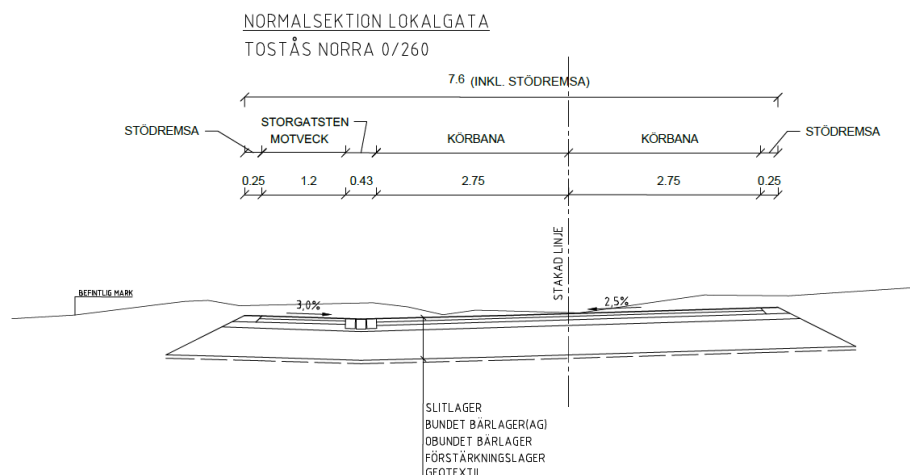 NORMALSEKTION LOKALGATA
TOSTÅS NORRA 0/260
7.6 (INKL. STÖDREMSA)
STÖDREMSA
STORGATSTEN
MOTVECK
KÖRBANA
KÖRBANA
STÖDREMSA
0.25
1.2
0.43
2.75
2.75
0.25
STAKAD LINJE
BEFINTLIG MARK
3,0%
2,5%
SLITLAGER
BUNDET BÄRLAGER(AG)
OBUNDET BÄRLAGER
FÖRSTÄRKNINGSLAGER
GEOTEXTIL